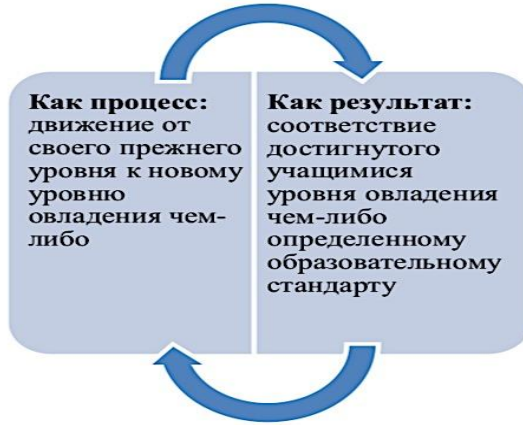 Как процесс:
движение от
своего прежнего
уровня к новому
уровню
овладения чем-
либо
Как результат:
соответствие
достигнутого
учащимися
уровня овладения
чем-либо
определенному
образовательному
стандарту